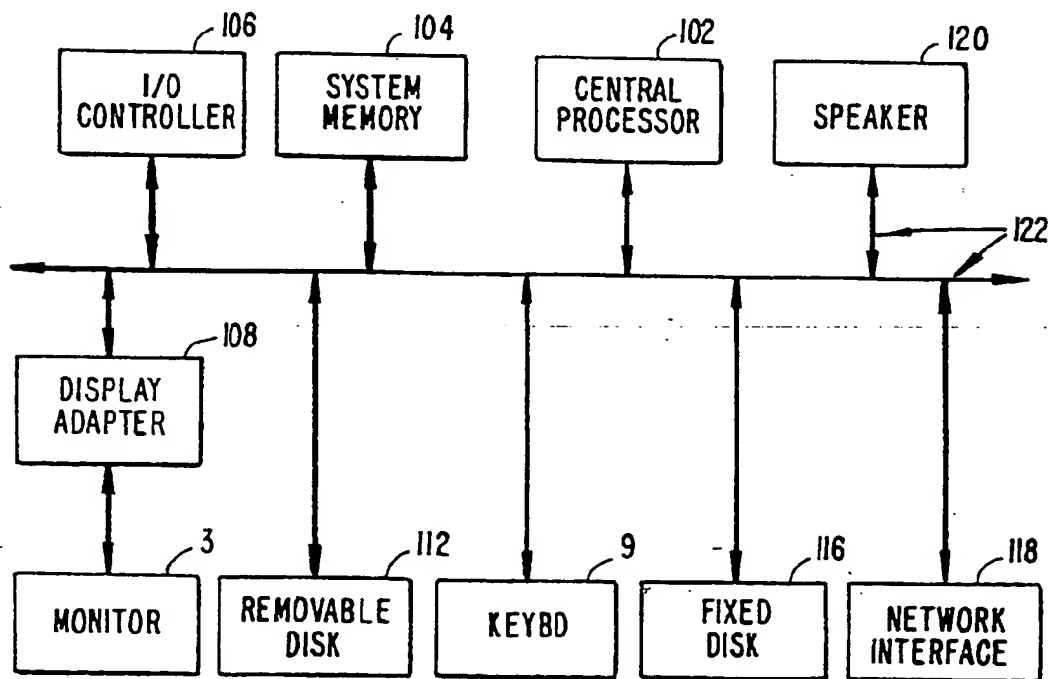 106
104
102
120
I/O
CONTROLLER
SYSTEM
MEMORY
CENTRAL
PROCESSOR
SPEAKER
122
108
DISPLAY
ADAPTER
3
112
9
116
118
MONITOR
REMOVABLE
DISK
KEYBD
FIXED
DISK
NETWORK
INTERFACE